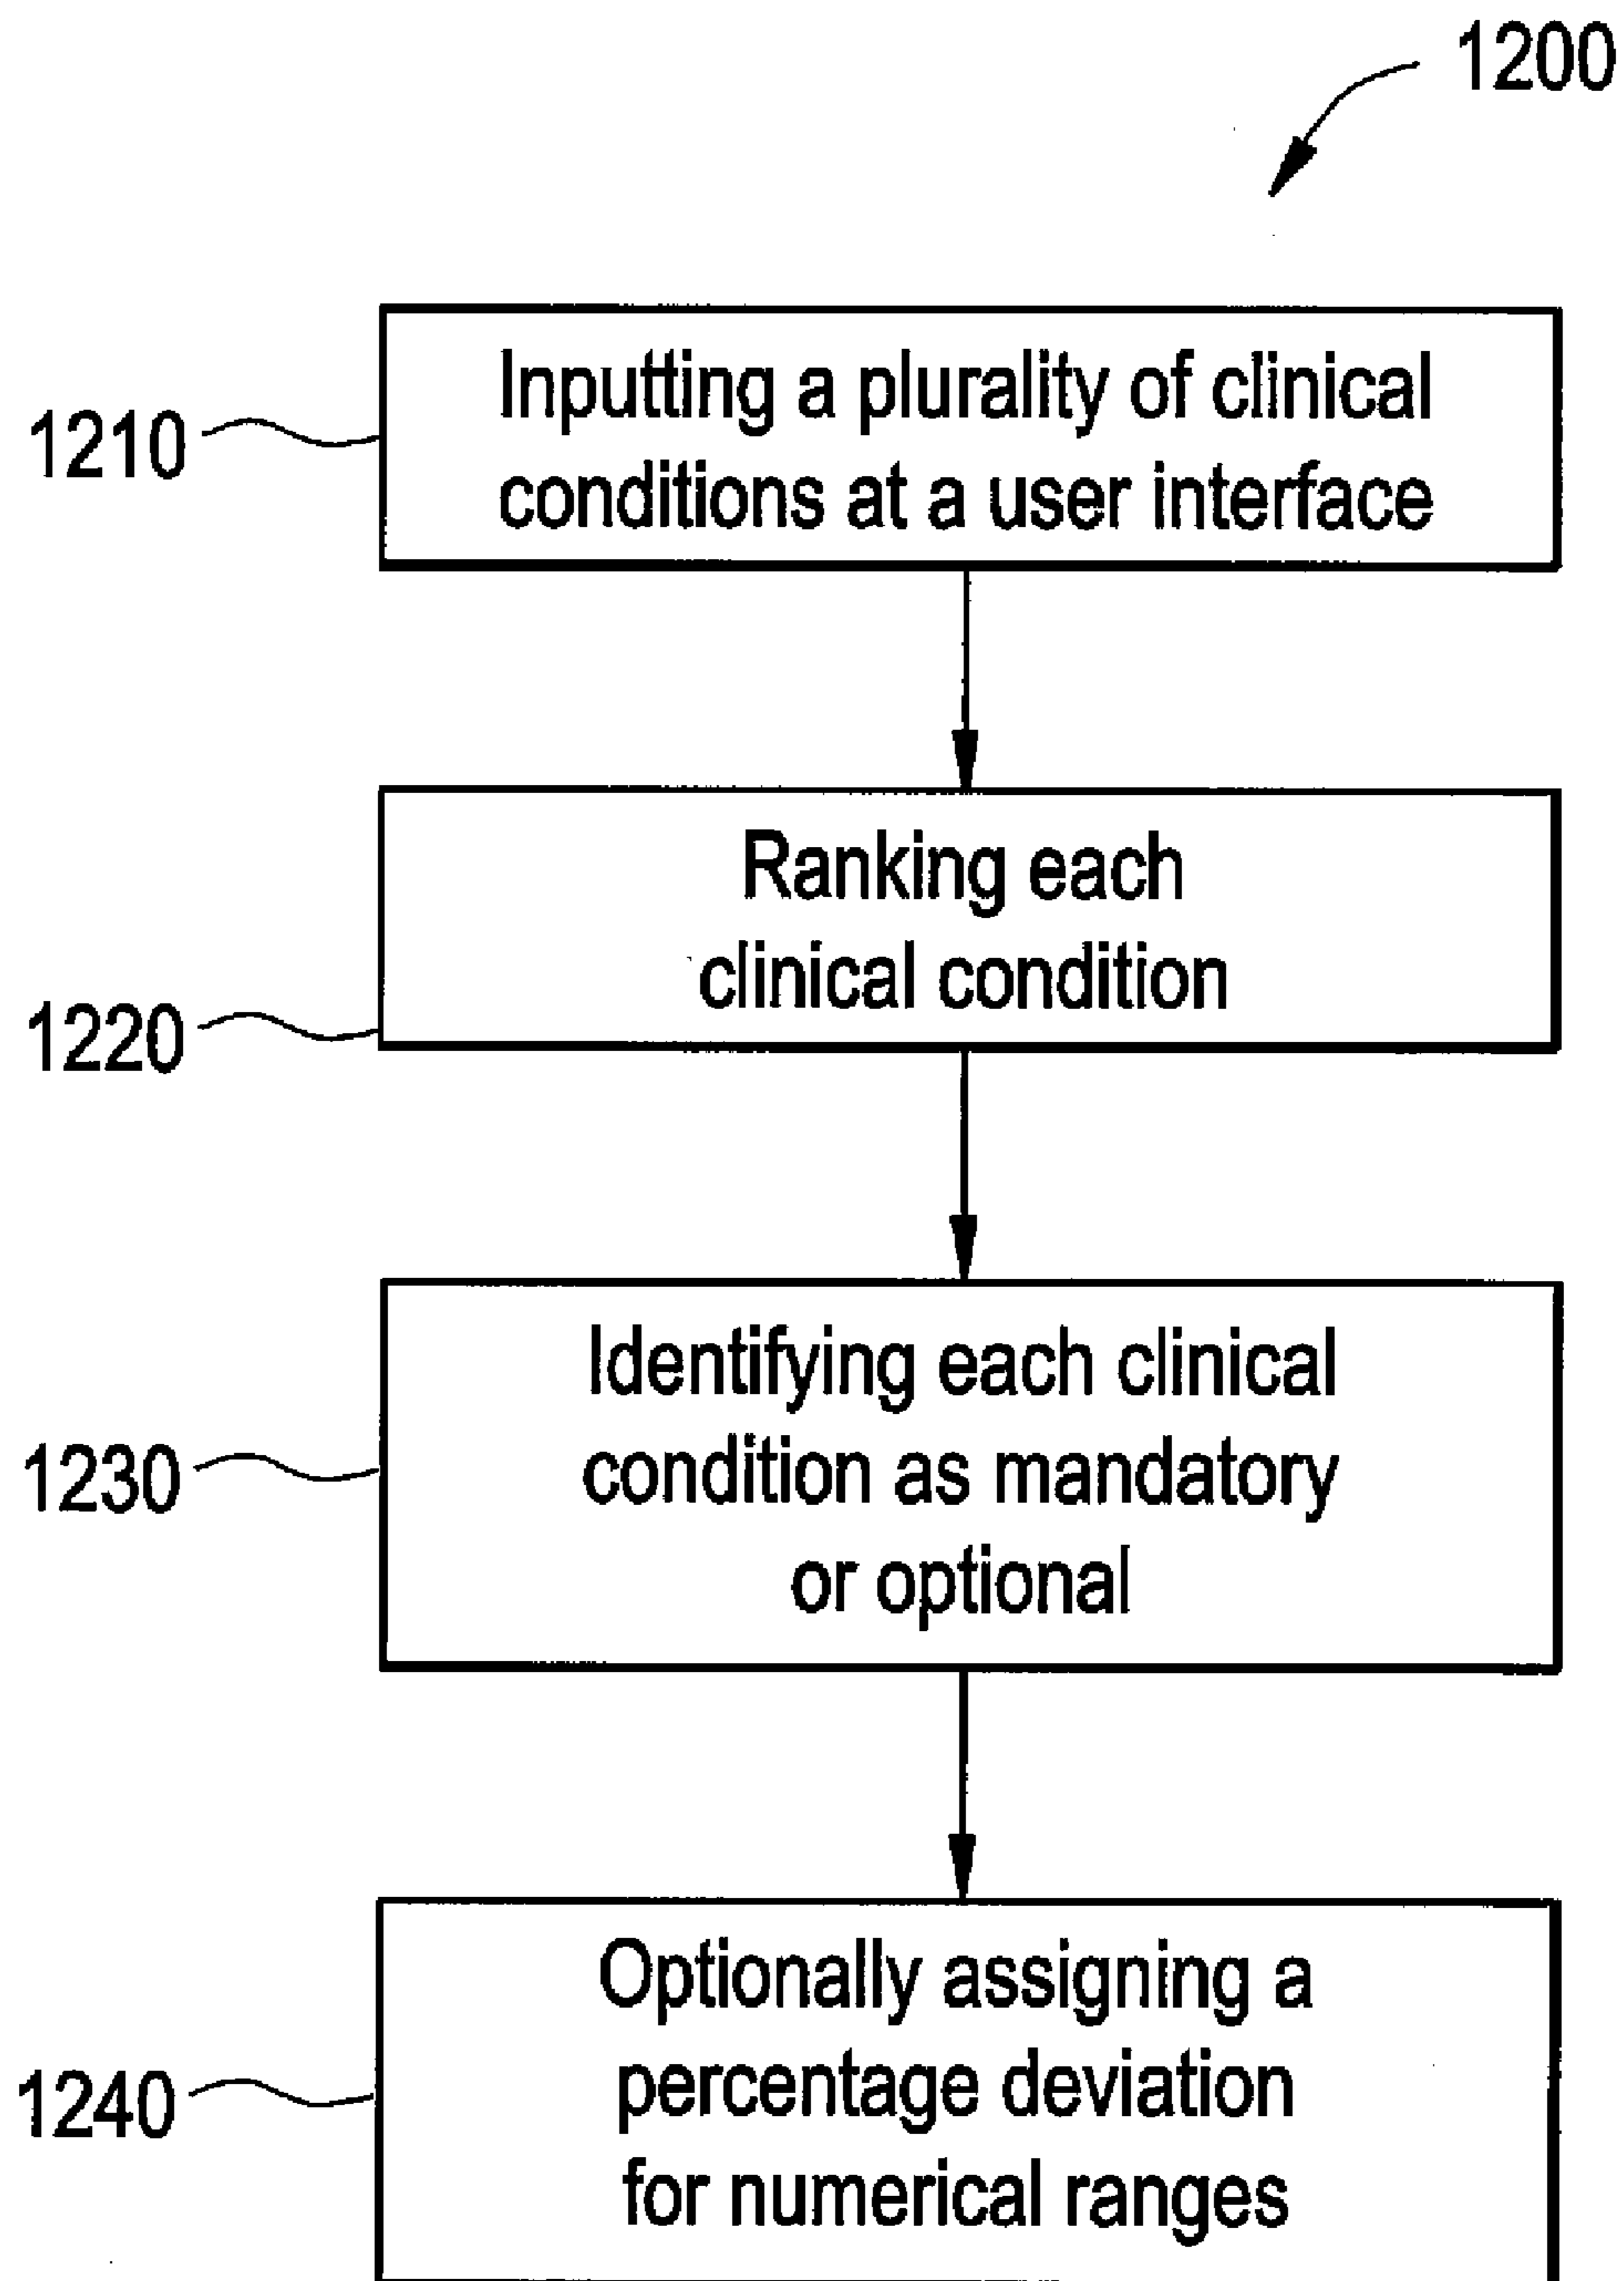 1200
1210
Inputting a plurality of clinical
conditions at a user interface
Ranking each
clinical condition
1220
Identifying each clinical
condition as mandatory
or optional
1230
Optionally assigning a
percentage deviation
for numerical ranges
1240